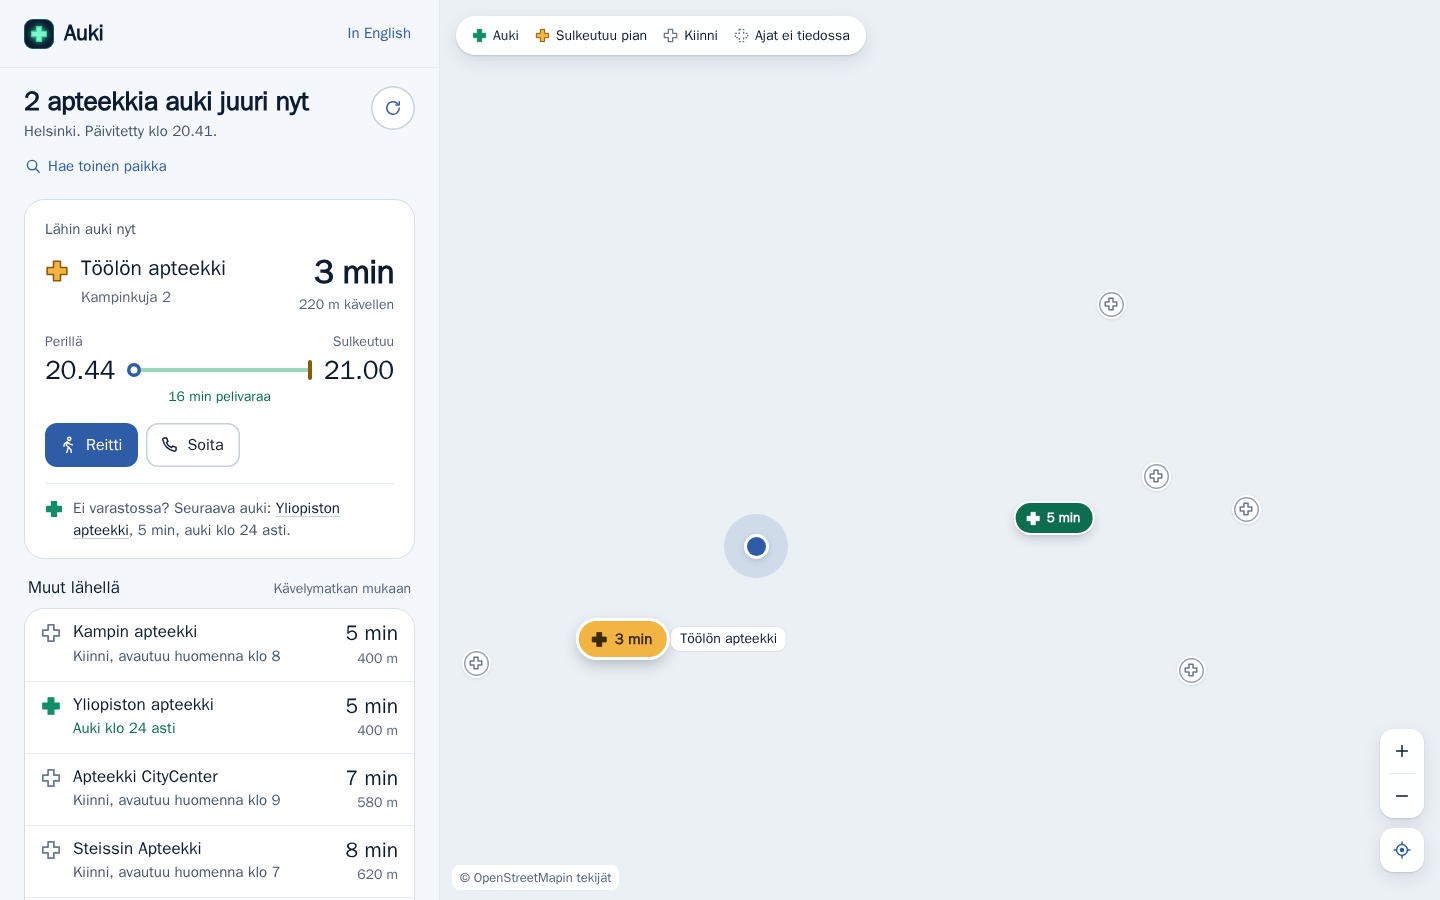 Auki
In English
2 apteekkia auki juuri nyt
Helsinki. Päivitetty klo 20.41.
Hae toinen paikka
Lähin auki nyt
Töölön apteekki
3 min
Kampinkuja 2
220 m kävellen
Perillä
Sulkeutuu
20.44
21.00
16 min pelivaraa
Reitti
Soita
Ei varastossa? Seuraava auki: Yliopiston
apteekki, 5 min, auki klo 24 asti.
Muut lähellä
Kävelymatkan mukaan
Kampin apteekki
5 min
Kiinni, avautuu huomenna klo 8
400 m
Yliopiston apteekki
5 min
Auki klo 24 asti
400 m
Apteekki CityCenter
7 min
Kiinni, avautuu huomenna klo 9
580 m
Steissin Apteekki
8 min
Kiinni, avautuu huomenna klo 7
620 m
Auki
Sulkeutuu pian
Kiinni
Ajat ei tiedossa
5 min
3 min
Töölön apteekki
© OpenStreetMapin tekijät